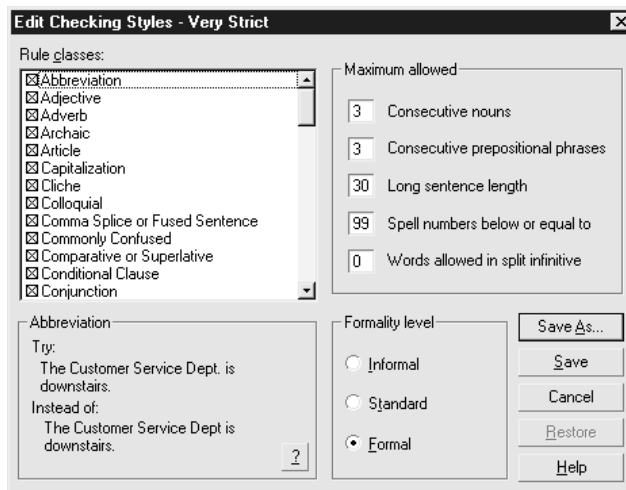 Edit Checking Styles - Very Strict
Rule classes:
Abbreviation
Adjective
Adverb
Archaic
Article
Capitalization
Cliche
Colloquial
Comma Splice or Fused Sentence
Commonly Confused
Comparative or Superlative
Conditional Clause
Conjunction
Maximum allowed
3 Consecutive nouns
3 Consecutive prepositional phrases
30 Long sentence length
99 Spell numbers below or equal to
0 Words allowed in split infinitive
Abbreviation
Try:
The Customer Service Dept. is
downstairs.
Instead of:
The Customer Service Dept is
downstairs.
?
Formality level
Informal
Standard
Formal
Save As...
Save
Cancel
Restore
Help